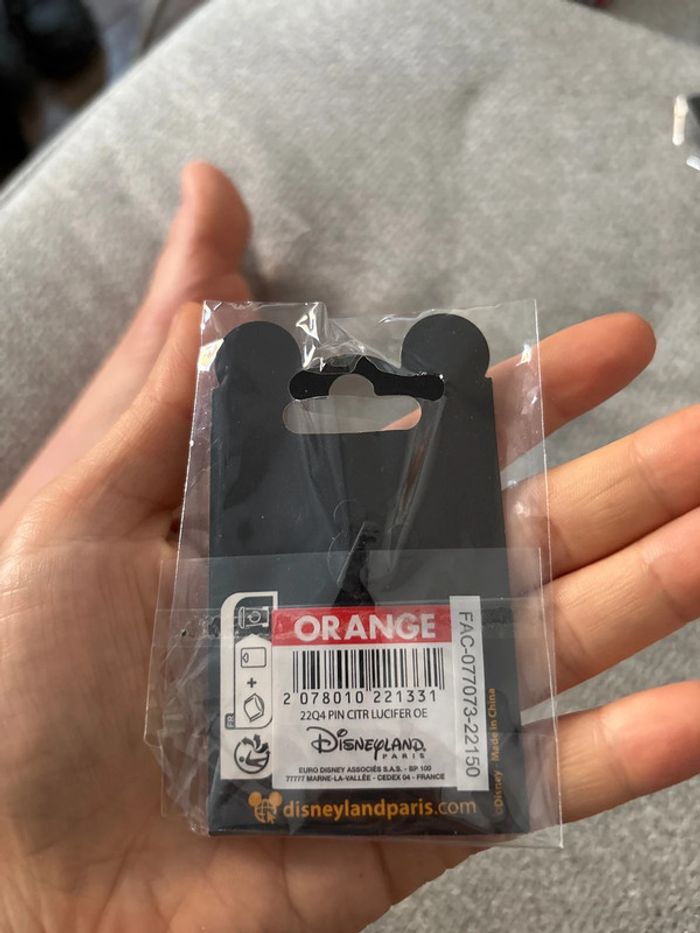 ORANGE
2 078010 221331
22Q4 PIN CITR LUCIFER OE
Disneyland
PARIS
EURO DISNEY ASSOCIÉS S.A.S. - BP 100
77777 MARNE-LA-VALLÉE - CEDEX 04 - FRANCE
FAC-077073-22150
©Disney · Made in China
FR
+
disneylandparis.com